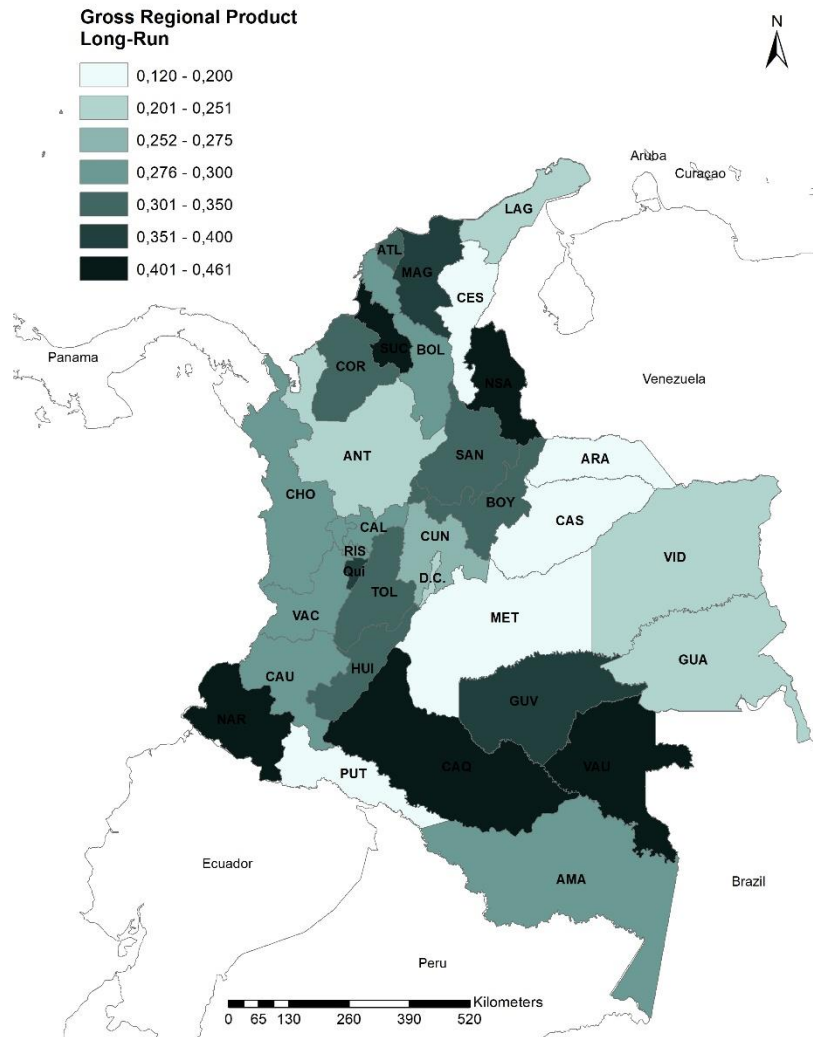 Gross Regional Product
Long-Run
0,120 - 0,200
0,201 - 0,251
0,252 - 0,275
0,276 - 0,300
0,301 - 0,350
0,351 - 0,400
0,401 - 0,461
N
Aruba
Curaçao
LAG
ATL
MAG
CES
Panama
SUC
BOL
COR
NSA
Venezuela
ANT
SAN
ARA
CHO
BOY
CAS
CAL
CUN
RIS
VID
Qui
D.C.
TOL
VAC
MET
GUA
HUI
CAU
GUV
NAR
PUT
CAQ
VAU
Ecuador
AMA
Brazil
Peru
Kilometers
0 65 130 260 390 520